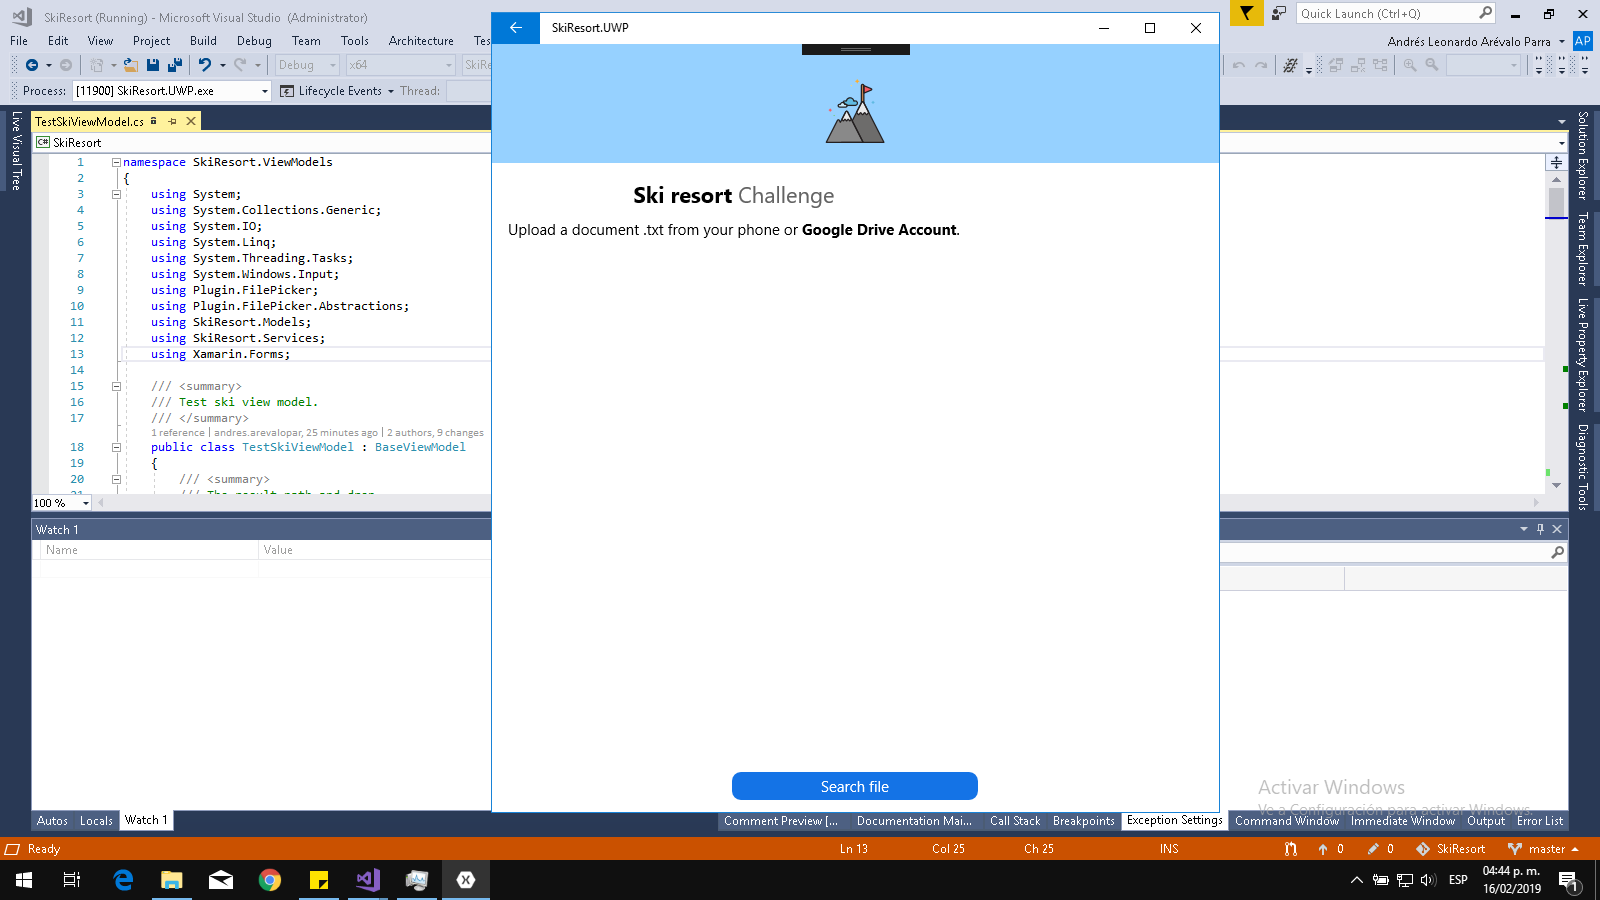 SkiResort (Running) - Microsoft Visual Studio (Administrator)
Quick Launch (Ctrl+Q)
File Edit View Project Build Debug Team Tools Architecture Tes
Andrés Leonardo Arévalo Parra AP
Debug x64 SkiRe
Process: [11900] SkiResort.UWP.exe Lifecycle Events Thread:
Live Visual Tree
TestSkiViewModel.cs
C# SkiResort
1 namespace SkiResort.ViewModels
2 {
3 using System;
4 using System.Collections.Generic;
5 using System.IO;
6 using System.Linq;
7 using System.Threading.Tasks;
8 using System.Windows.Input;
9 using Plugin.FilePicker;
10 using Plugin.FilePicker.Abstractions;
11 using SkiResort.Models;
12 using SkiResort.Services;
13 using Xamarin.Forms;
14
15 /// <summary>
16 /// Test ski view model.
17 /// </summary>
1 reference | andres.arevalopar, 25 minutes ago | 2 authors, 9 changes
18 public class TestSkiViewModel : BaseViewModel
19 {
20 /// <summary>
100 %
Watch 1
Name Value
Autos Locals Watch 1
SkiResort.UWP
Ski resort Challenge
Upload a document .txt from your phone or Google Drive Account.
Search file
Solution Explorer
Team Explorer
Live Property Explorer
Diagnostic Tools
Activar Windows
Ve a Configuración para activar Windows.
Comment Preview [... Documentation Mai... Call Stack Breakpoints Exception Settings Command Window Immediate Window Output Error List
Ready Ln 13 Col 25 Ch 25 INS 0 0 SkiResort master
ESP
04:44 p. m.
16/02/2019
1